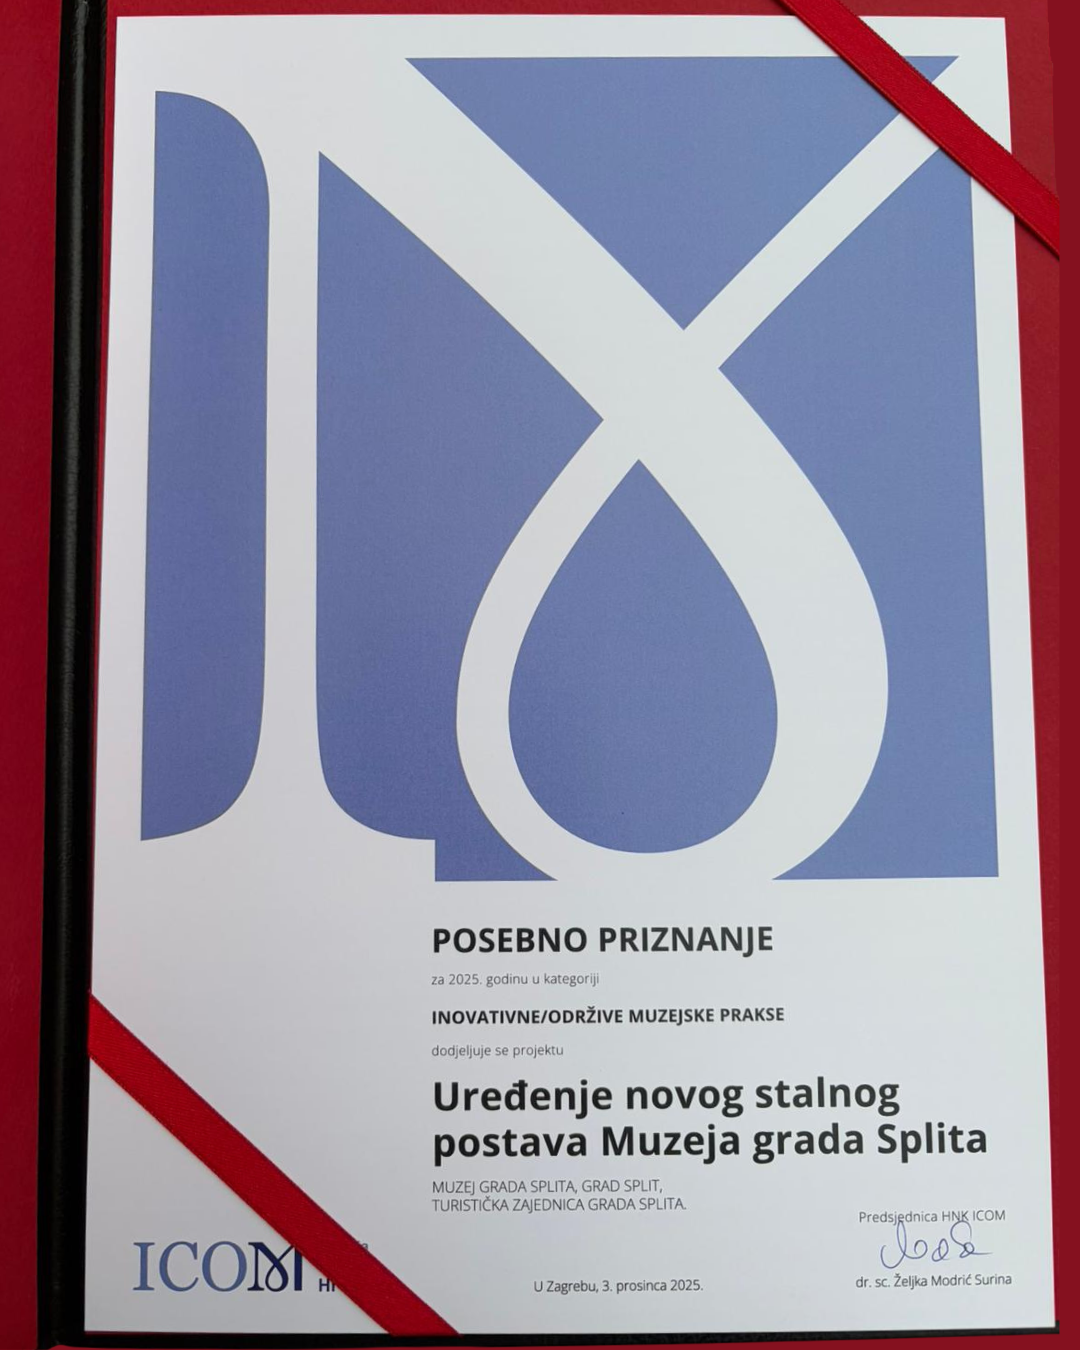 POSEBNO PRIZNANJE
za 2025. godinu u kategoriji
INOVATIVNE/ODRŽIVE MUZEJSKE PRAKSE
dodjeljuje se projektu
Uređenje novog stalnog
postava Muzeja grada Splita
MUZEJ GRADA SPLITA, GRAD SPLIT,
TURISTIČKA ZAJEDNICA GRADA SPLITA.
Predsjednica HNK ICOM
ICOM
U Zagrebu, 3. prosinca 2025.
dr. sc. Željka Modrić Surina